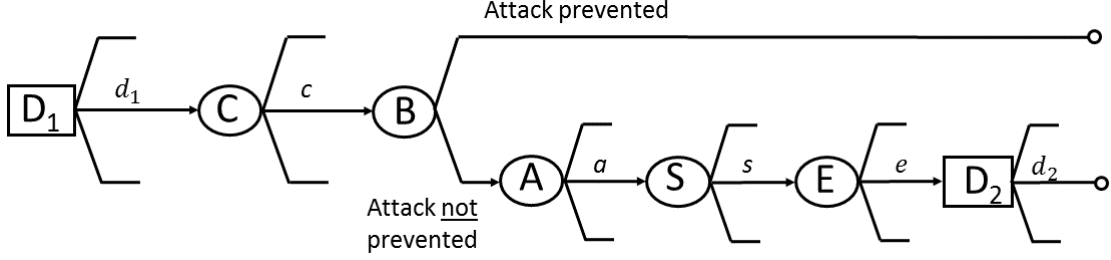 Attack prevented
D1
d1
C
c
B
A
a
S
s
E
e
D2
d2
Attack not
prevented